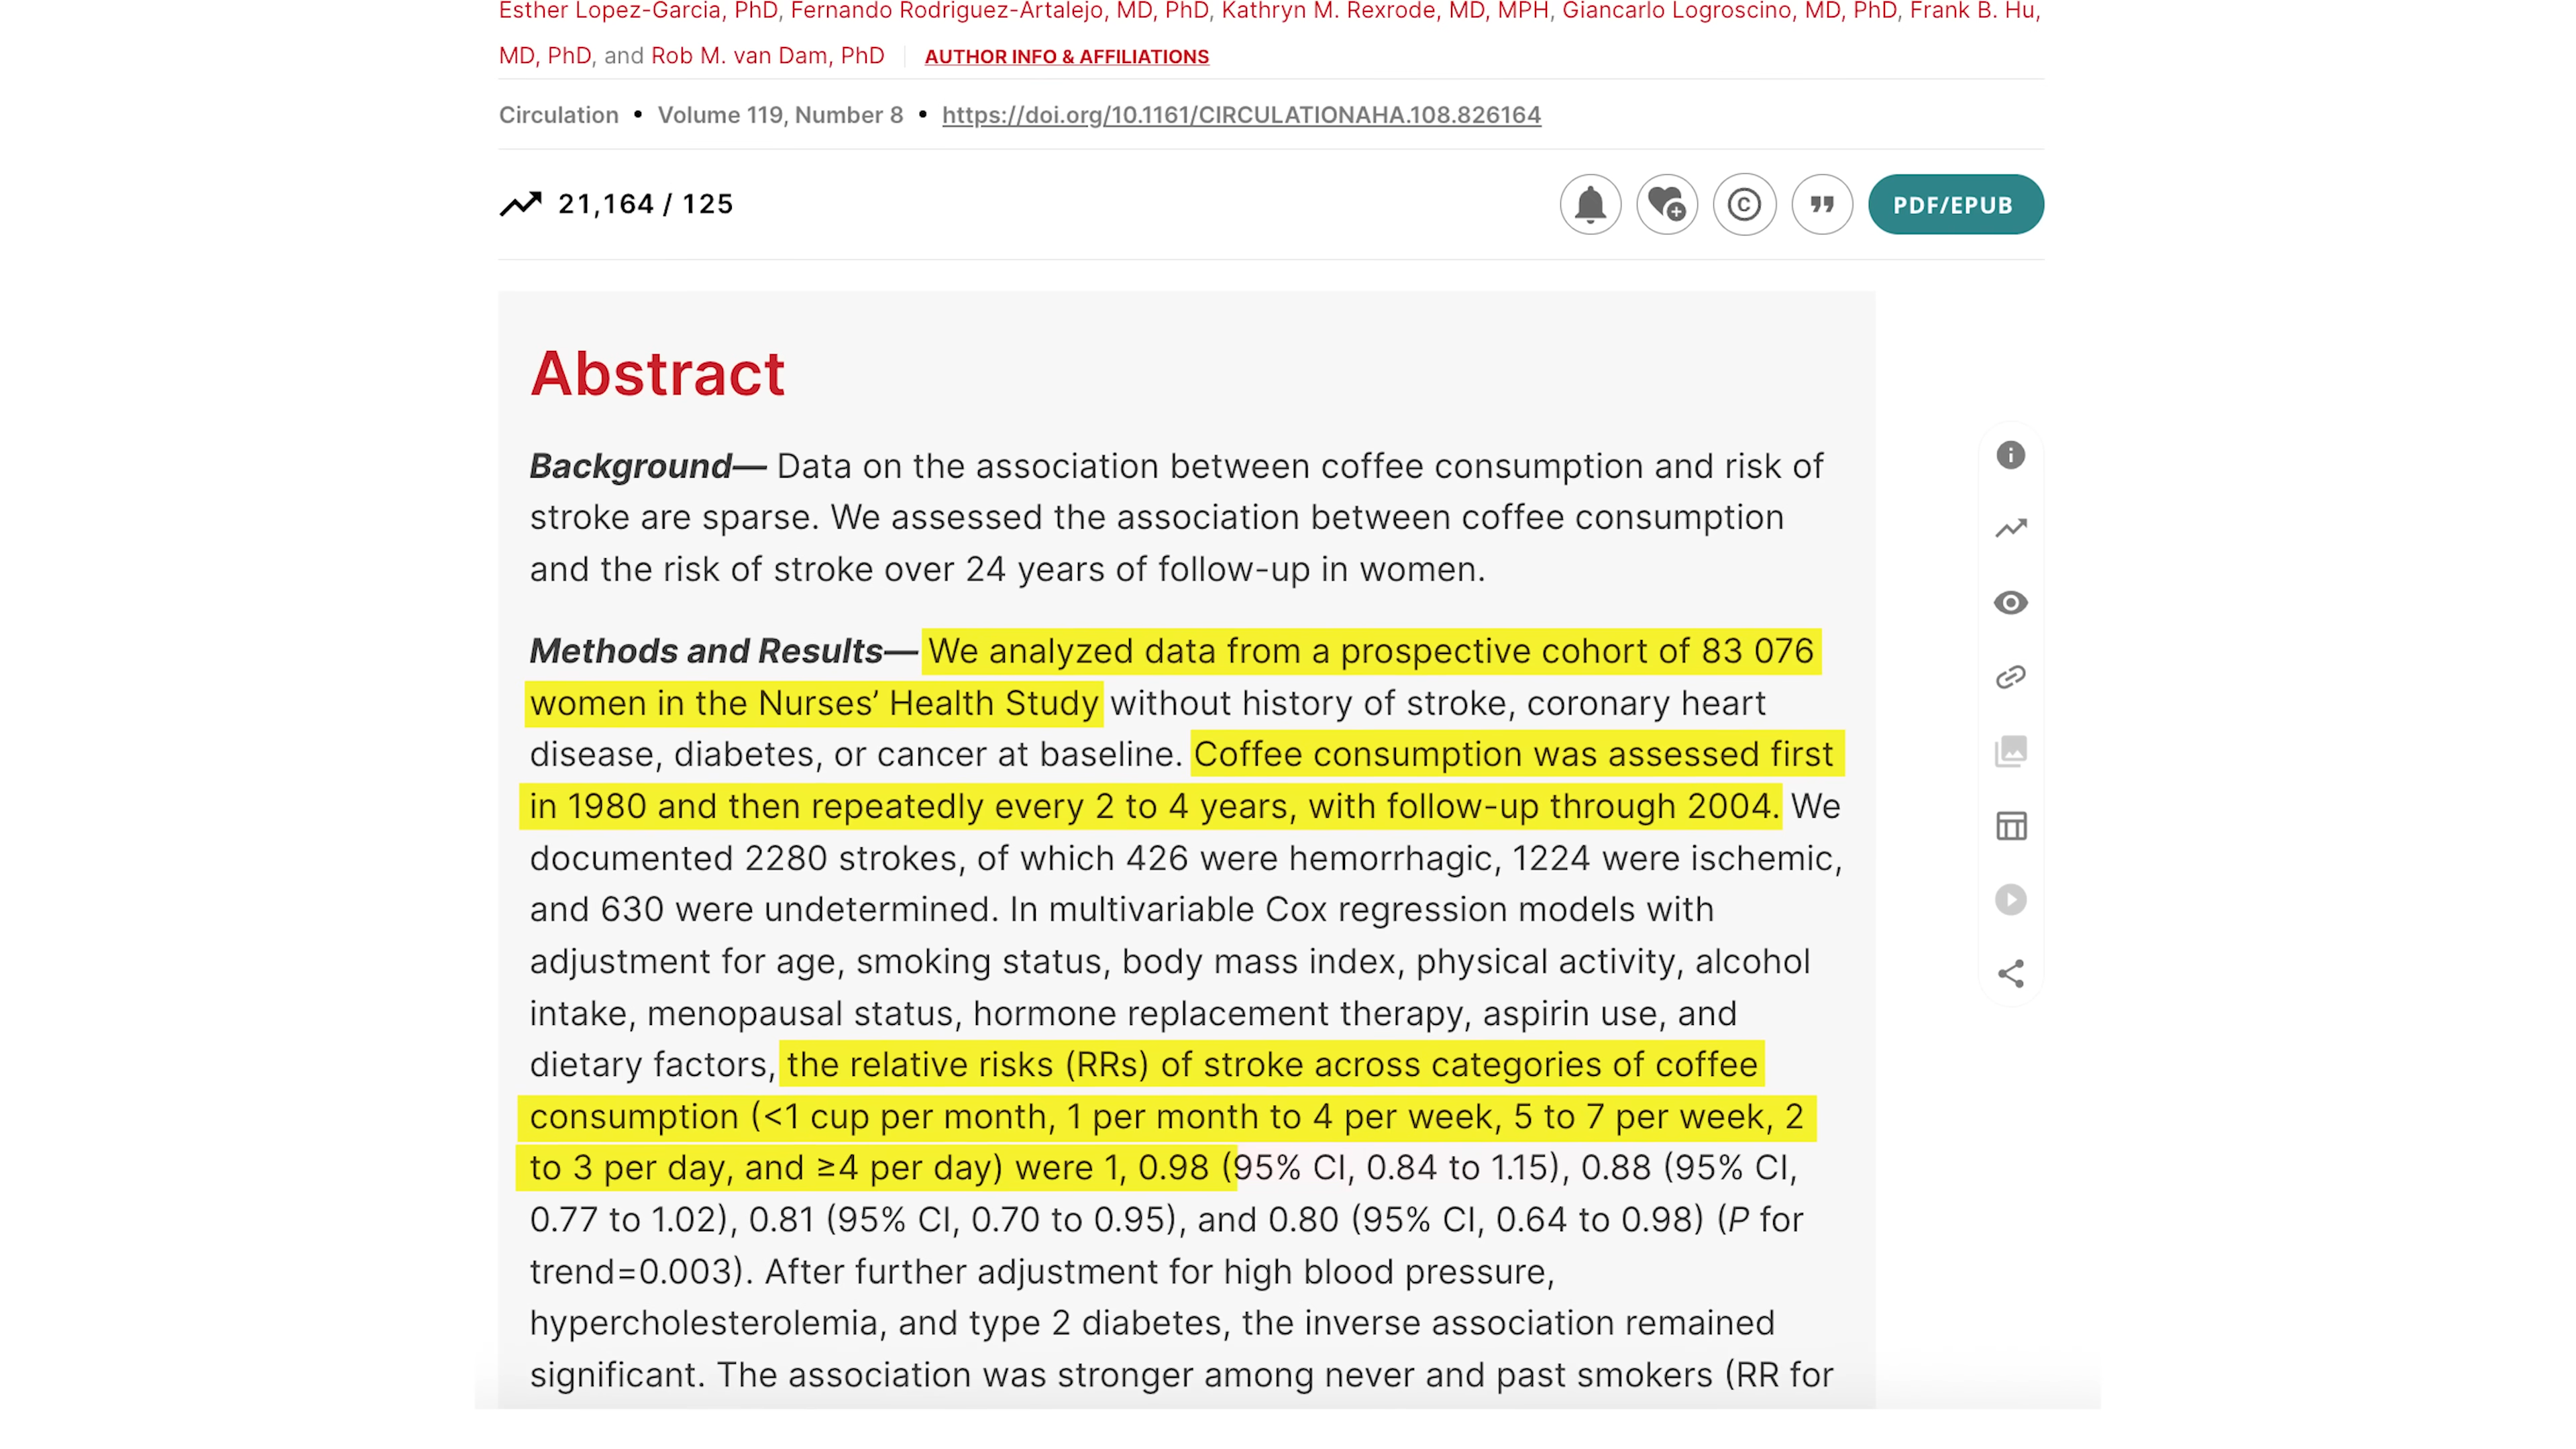 Esther Lopez-Garcia, PhD, Fernando Rodriguez-Artalejo, MD, PhD, Kathryn M. Rexrode, MD, MPH, Giancarlo Logroscino, MD, PhD, Frank B. Hu,
MD, PhD, and Rob M. van Dam, PhD AUTHOR INFO & AFFILIATIONS
Circulation • Volume 119, Number 8 • https://doi.org/10.1161/CIRCULATIONAHA.108.826164
21,164 / 125
PDF/EPUB
Abstract
Background— Data on the association between coffee consumption and risk of
stroke are sparse. We assessed the association between coffee consumption
and the risk of stroke over 24 years of follow-up in women.
Methods and Results— We analyzed data from a prospective cohort of 83 076
women in the Nurses’ Health Study without history of stroke, coronary heart
disease, diabetes, or cancer at baseline. Coffee consumption was assessed first
in 1980 and then repeatedly every 2 to 4 years, with follow-up through 2004. We
documented 2280 strokes, of which 426 were hemorrhagic, 1224 were ischemic,
and 630 were undetermined. In multivariable Cox regression models with
adjustment for age, smoking status, body mass index, physical activity, alcohol
intake, menopausal status, hormone replacement therapy, aspirin use, and
dietary factors, the relative risks (RRs) of stroke across categories of coffee
consumption (<1 cup per month, 1 per month to 4 per week, 5 to 7 per week, 2
to 3 per day, and ≥4 per day) were 1, 0.98 (95% CI, 0.84 to 1.15), 0.88 (95% CI,
0.77 to 1.02), 0.81 (95% CI, 0.70 to 0.95), and 0.80 (95% CI, 0.64 to 0.98) (P for
trend=0.003). After further adjustment for high blood pressure,
hypercholesterolemia, and type 2 diabetes, the inverse association remained
significant. The association was stronger among never and past smokers (RR for